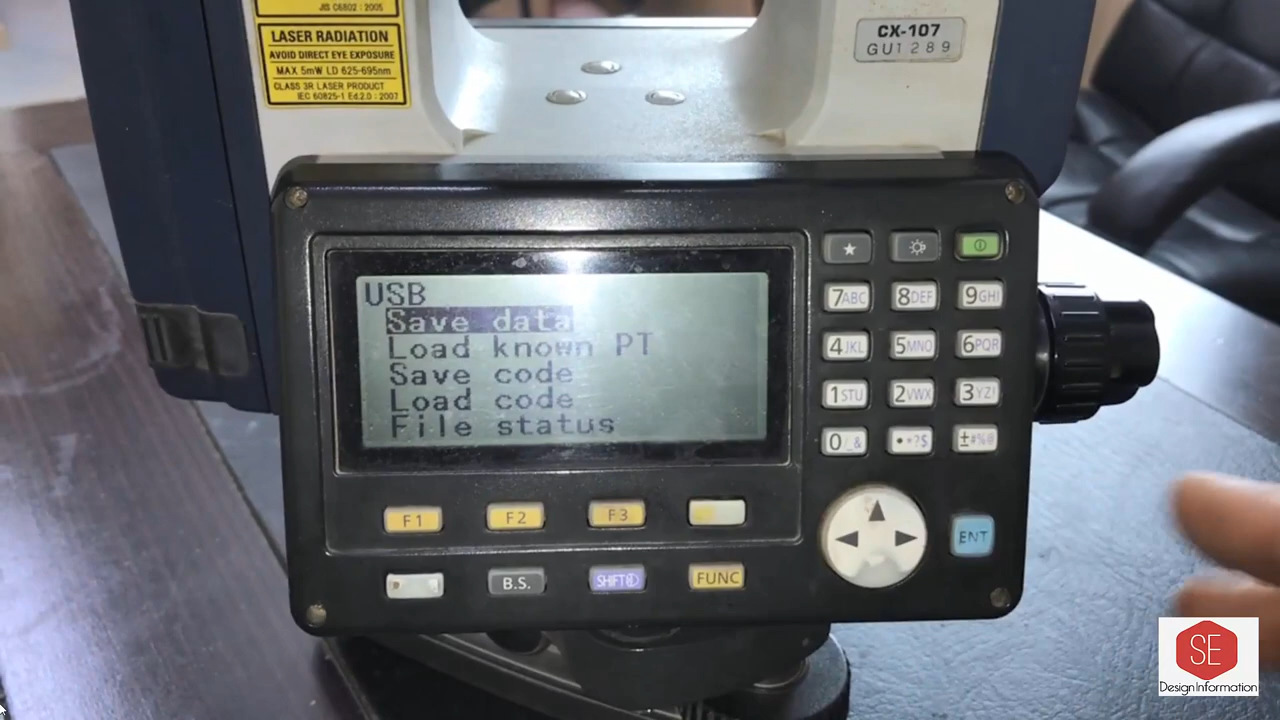 JIS C6802 : 2005
LASER RADIATION
AVOID DIRECT EYE EXPOSURE
MAX 5mW LD 625-695nm
CLASS 3R LASER PRODUCT
IEC 60825-1 Ed.2.0 : 2007
CX-107
GU1289
USB
Save data
Load known PT
Save code
Load code
File status
7ABC 8DEF 9GHI
4JKL 5MNO 6PQR
1STU 2VWX 3YZ!
0/_& •*?$ ±#%@
F1 F2 F3
ENT
B.S. SHIFT FUNC
SE
Design Information